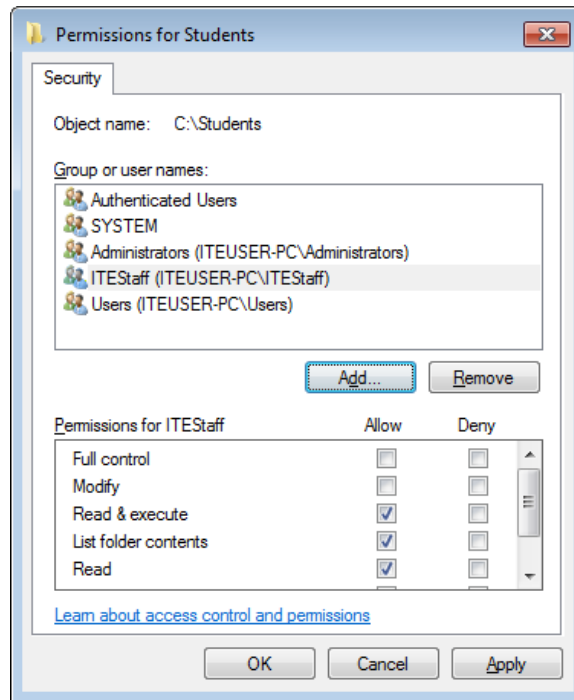 Permissions for Students
Security
Object name: C:\Students
Group or user names:
Authenticated Users
SYSTEM
Administrators (ITEUSER-PC\Administrators)
ITEStaff (ITEUSER-PC\ITEStaff)
Users (ITEUSER-PC\Users)
Add... Remove
Permissions for ITEStaff Allow Deny
Full control
Modify
Read & execute
List folder contents
Read
Learn about access control and permissions
OK Cancel Apply